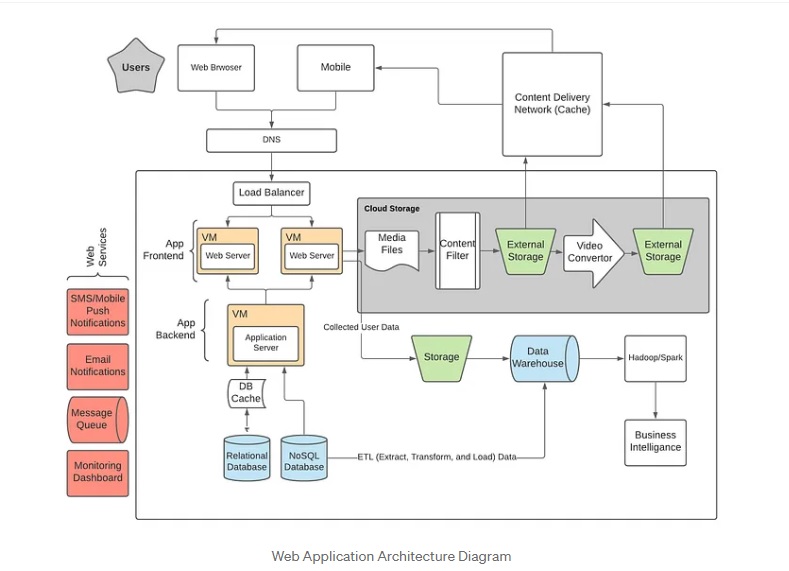 Users
Web Brwoser
Mobile
Content Delivery
Network (Cache)
DNS
Load Balancer
Cloud Storage
App
Frontend
VM
Web Server
VM
Web Server
Media
Files
Content
Filter
External
Storage
Video
Convertor
External
Storage
Web
Services
SMS/Mobile
Push
Notifications
Email
Notifications
Message
Queue
Monitoring
Dashboard
App
Backend
VM
Application
Server
Collected User Data
Storage
Data
Warehouse
Hadoop/Spark
DB
Cache
Relational
Database
NoSQL
Database
ETL (Extract, Transform, and Load) Data
Business
Intelligance
Web Application Architecture Diagram